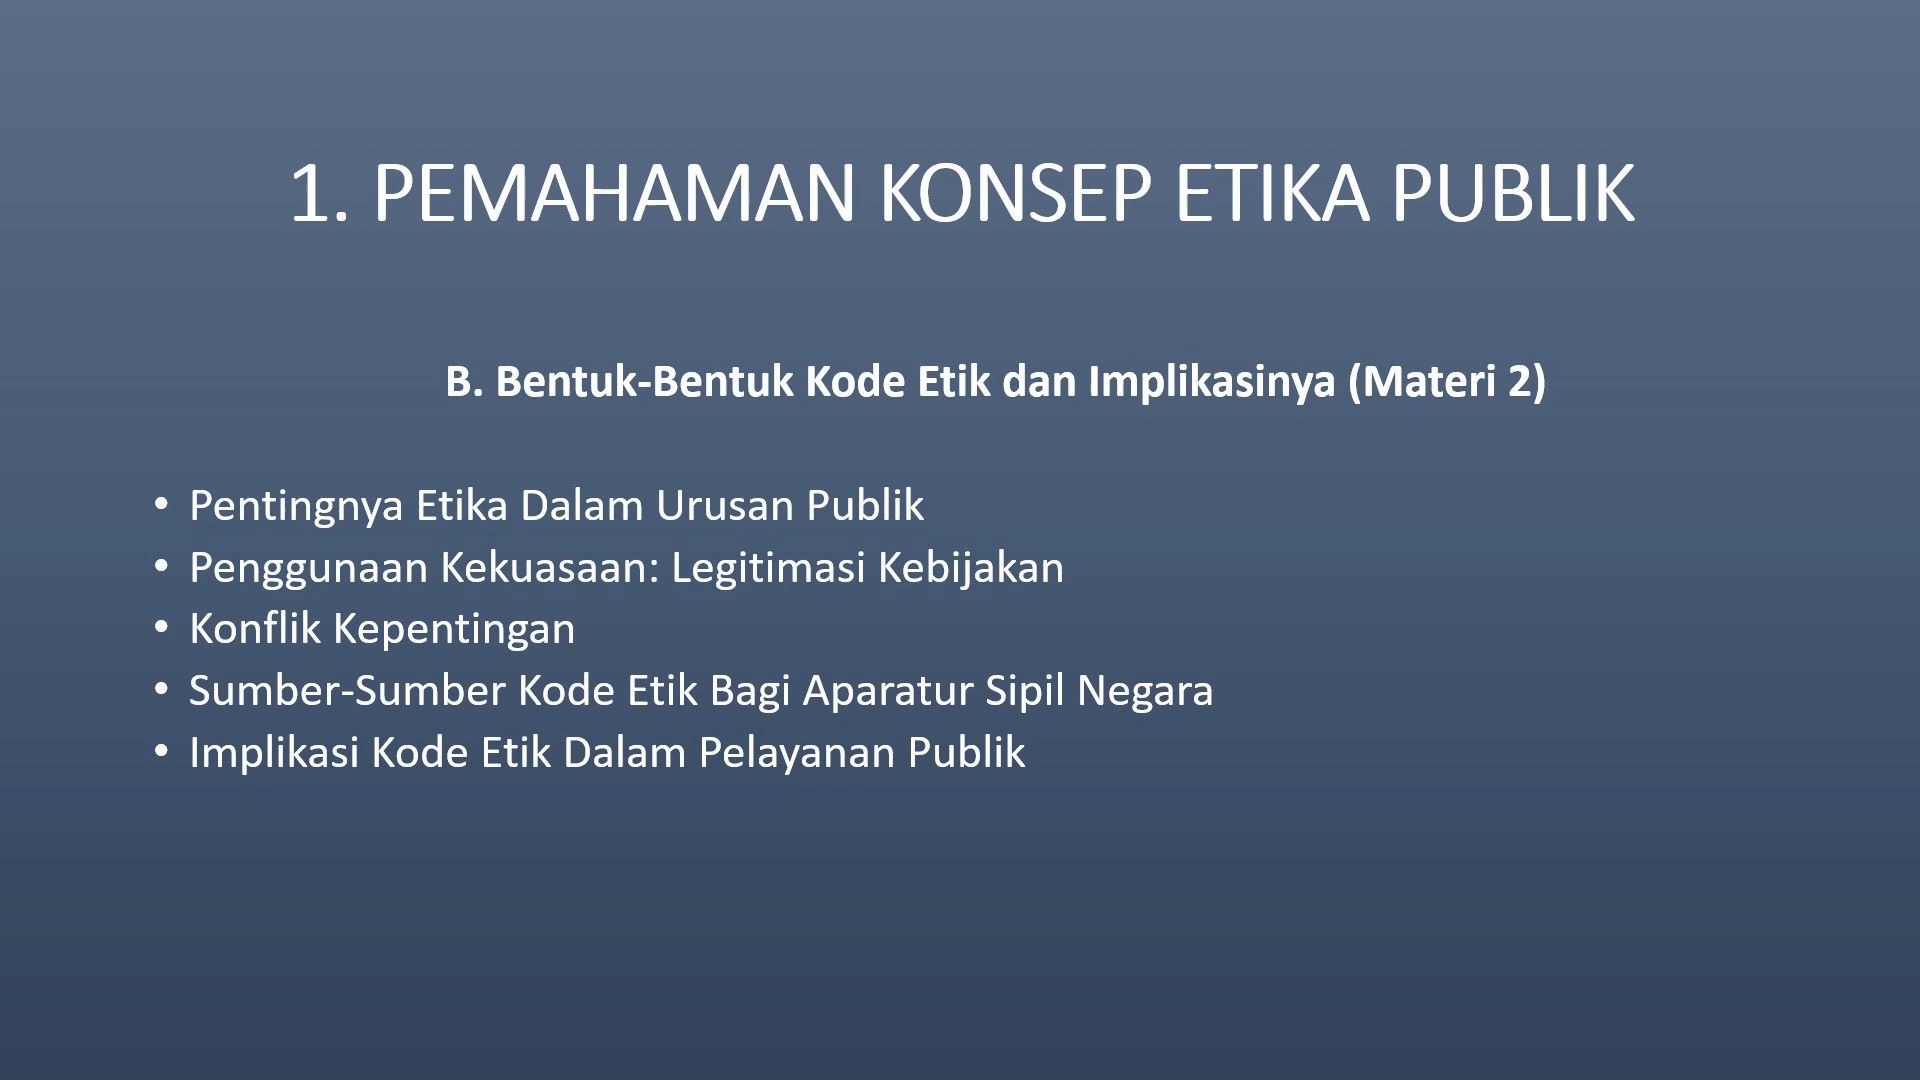 1. PEMAHAMAN KONSEP ETIKA PUBLIK
B. Bentuk-Bentuk Kode Etik dan Implikasinya (Materi 2)
• Pentingnya Etika Dalam Urusan Publik
• Penggunaan Kekuasaan: Legitimasi Kebijakan
• Konflik Kepentingan
• Sumber-Sumber Kode Etik Bagi Aparatur Sipil Negara
• Implikasi Kode Etik Dalam Pelayanan Publik